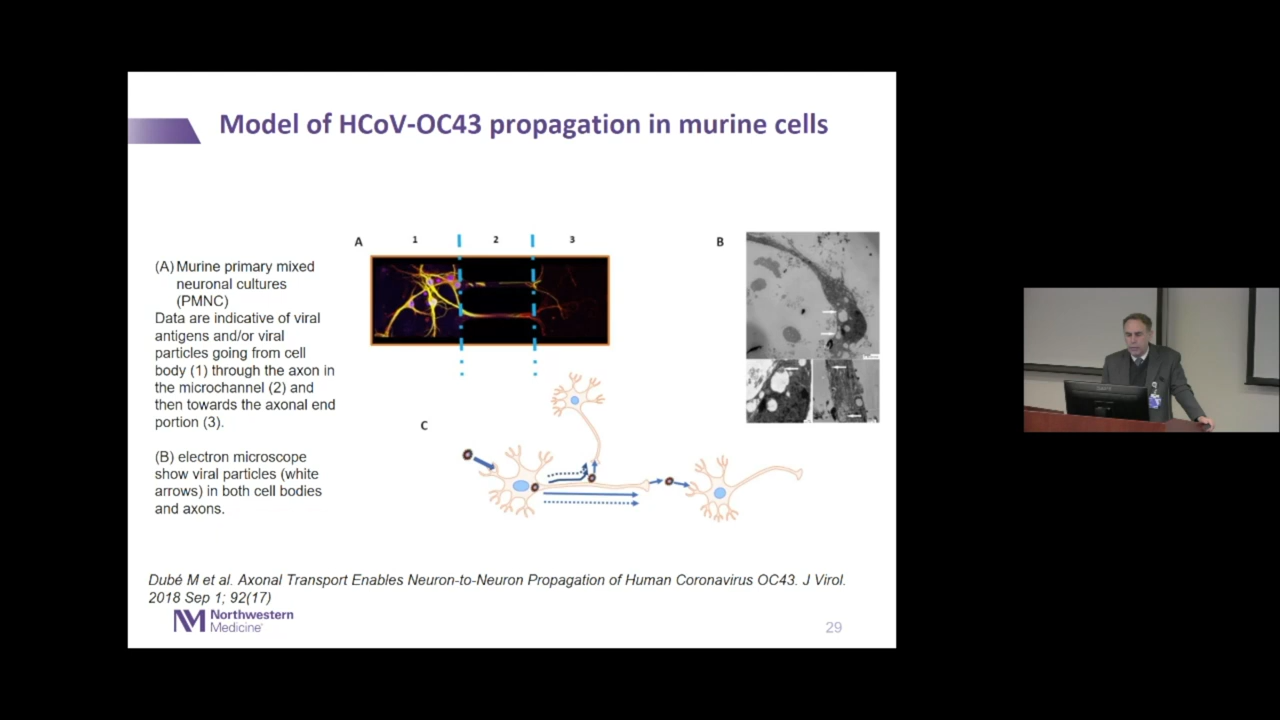 Model of HCoV-OC43 propagation in murine cells
A
1
2
3
B
(A) Murine primary mixed
neuronal cultures
(PMNC)
Data are indicative of viral
antigens and/or viral
particles going from cell
body (1) through the axon in
the microchannel (2) and
then towards the axonal end
portion (3).
C
(B) electron microscope
show viral particles (white
arrows) in both cell bodies
and axons.
Dubé M et al. Axonal Transport Enables Neuron-to-Neuron Propagation of Human Coronavirus OC43. J Virol.
2018 Sep 1; 92(17)
NM Northwestern
Medicine
29